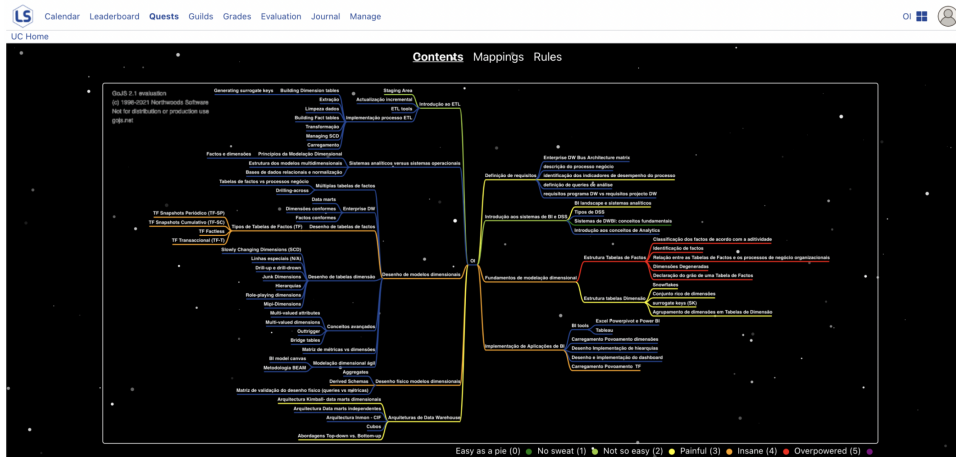 LS Calendar Leaderboard Quests Guilds Grades Evaluation Journal Manage OI
UC Home
Contents Mappings Rules
GoJS 2.1 evaluation
(c) 1998-2021 Northwoods Software
Not for distribution or production use
gojs.net
Generating surrogate keys Building Dimension tables
Extração
Limpeza dados
Building Fact tables
Transformação
Managing SCD
Carregamento
Implementação processo ETL
Staging Area
Actualização incremental
ETL tools
Introdução ao ETL
Factos e dimensões Princípios da Modelação Dimensional
Estrutura dos modelos multidimensionais
Bases de dados relacionais e normalização
Sistemas analíticos versus sistemas operacionais
Tabelas de factos vs processos negócio
Drilling-across
Múltiplas tabelas de factos
Data marts
Dimensões conformes
Factos conformes
Enterprise DW
TF Snapshots Periódico (TF-SP)
TF Snapshots Cumulativo (TF-SC)
TF Factless
TF Transaccional (TF-T)
Tipos de Tabelas de Factos (TF)
Desenho de tabelas de factos
Slowly Changing Dimensions (SCD)
Linhas especiais (N/A)
Drill-up e drill-drown
Junk Dimensions
Hierarquias
Role-playing dimensions
Mini-Dimensions
Desenho de tabelas dimensão
Multi-valued attributes
Multi-valued dimensions
Outtrigger
Bridge tables
Conceitos avançados
Matriz de métricas vs dimensões
BI model canvas
Metodologia BEAM
Modelação dimensional ágil
Desenho de modelos dimensionais
Aggregates
Derived Schemas
Matriz de validação do desenho físico (queries vs métricas)
Desenho físico modelos dimensionais
Arquitectura Kimball- data marts dimensionais
Arquitectura Data marts independentes
Arquitectura Inmon - CIF
Cubos
Abordagens Top-down vs. Bottom-up
Arquiteturas de Data Warehouse
OI
Definição de requisitos
Enterprise DW Bus Architecture matrix
descrição do processo negócio
identificação dos indicadores de desempenho do processo
definição de queries de análise
requisitos programa DW vs requisitos projecto DW
Introdução aos sistemas de BI e DSS
BI landscape e sistemas analíticos
Tipos de DSS
Sistemas de DWBI: conceitos fundamentais
Introdução aos conceitos de Analytics
Fundamentos de modelação dimensional
Estrutura Tabelas de Factos
Classificação dos factos de acordo com a aditividade
Identificação de factos
Relação entre as Tabelas de Factos e os processos de negócio organizacionais
Dimensões Degeneradas
Declaração do grão de uma Tabela de Factos
Estrutura tabelas Dimensão
Snowflakes
Conjunto rico de dimensões
surrogate keys (SK)
Agrupamento de dimensões em Tabelas de Dimensão
Implementação de Aplicações de BI
BI tools
Excel Powerpivot e Power BI
Tableau
Carregamento Povoamento dimensões
Desenho Implementação de hierarquias
Desenho e implementação do dashboard
Carregamento Povoamento TF
Easy as a pie (0) No sweat (1) Not so easy (2) Painful (3) Insane (4) Overpowered (5)